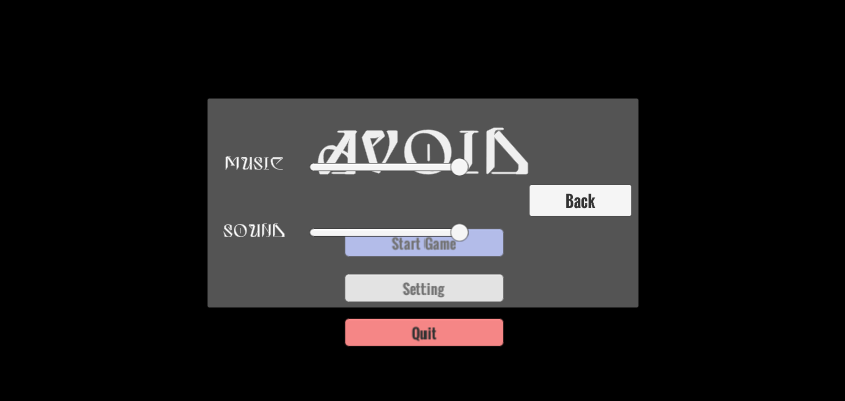 AVOID
MUSIC
Back
SOUND
Start Game
Setting
Quit